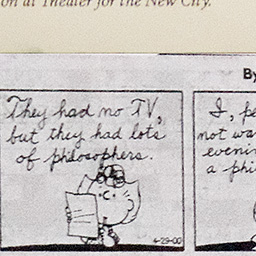 on at Theater for the New City.
By
They had no TV,
but they had lots
of philosophers.
4-29-00
I, pe
not wa
evenin
a phi